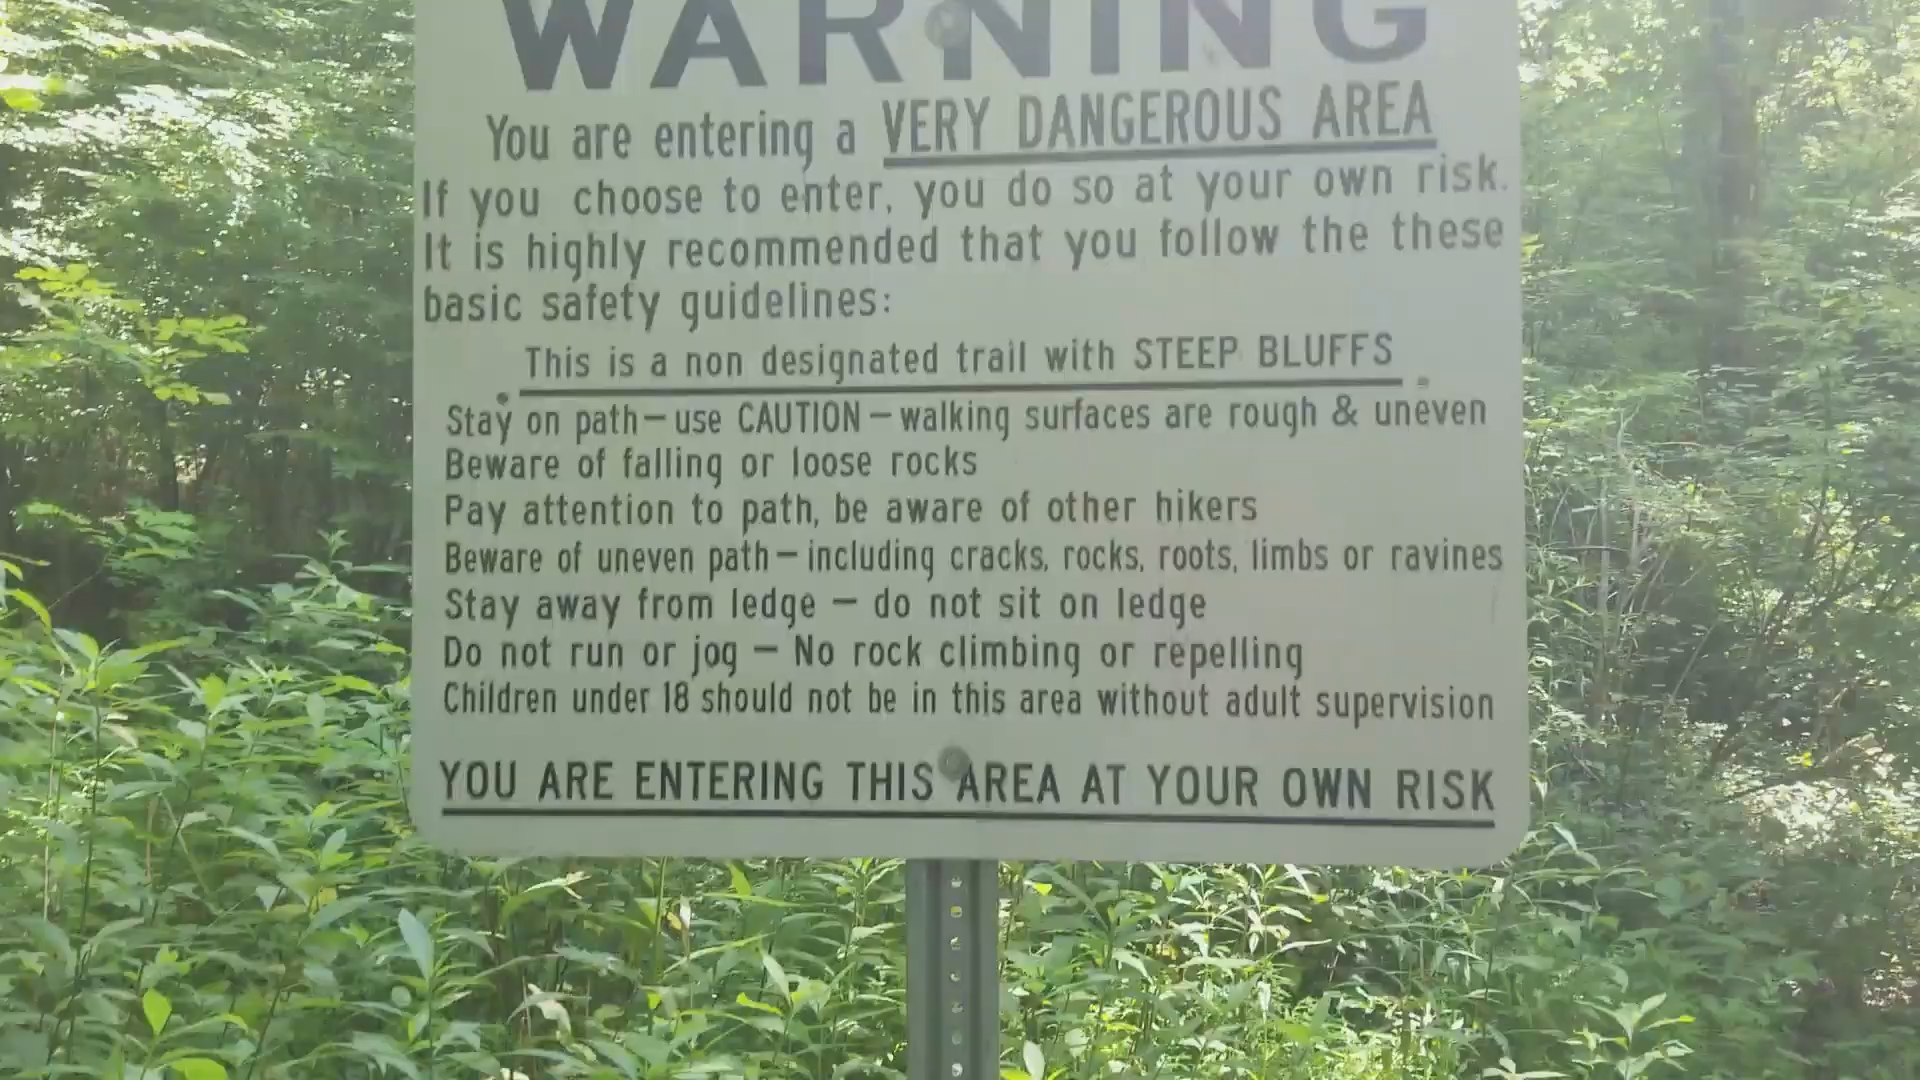 WARNING
You are entering a VERY DANGEROUS AREA
If you choose to enter, you do so at your own risk.
It is highly recommended that you follow the these
basic safety guidelines:
This is a non designated trail with STEEP BLUFFS
Stay on path — use CAUTION — walking surfaces are rough & uneven
Beware of falling or loose rocks
Pay attention to path, be aware of other hikers
Beware of uneven path — including cracks, rocks, roots, limbs or ravines
Stay away from ledge — do not sit on ledge
Do not run or jog — No rock climbing or repelling
Children under 18 should not be in this area without adult supervision
YOU ARE ENTERING THIS AREA AT YOUR OWN RISK